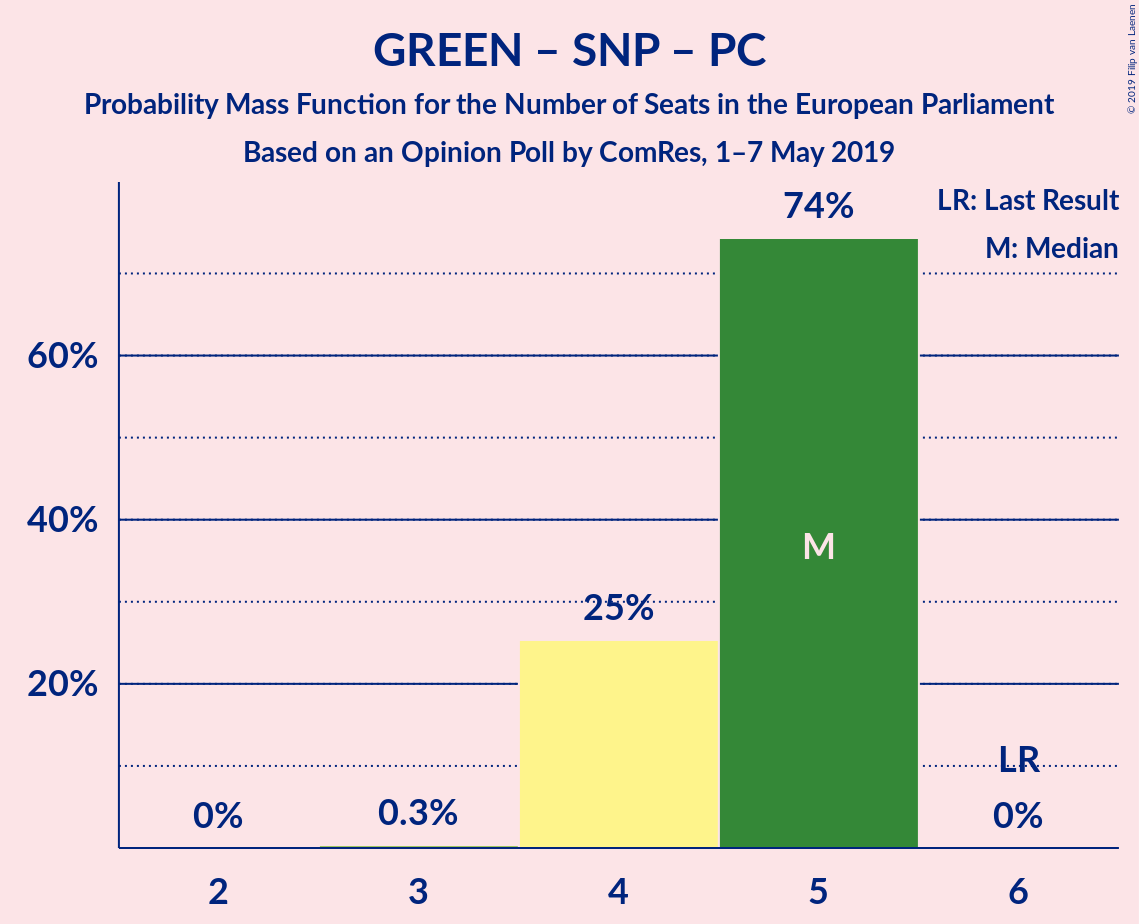 GREEN – SNP – PC
Probability Mass Function for the Number of Seats in the European Parliament
Based on an Opinion Poll by ComRes, 1–7 May 2019
© 2019 Filip van Laenen
LR: Last Result
M: Median
74%
60%
40%
20%
M
25%
LR
0%
0.3%
0%
2
3
4
5
6